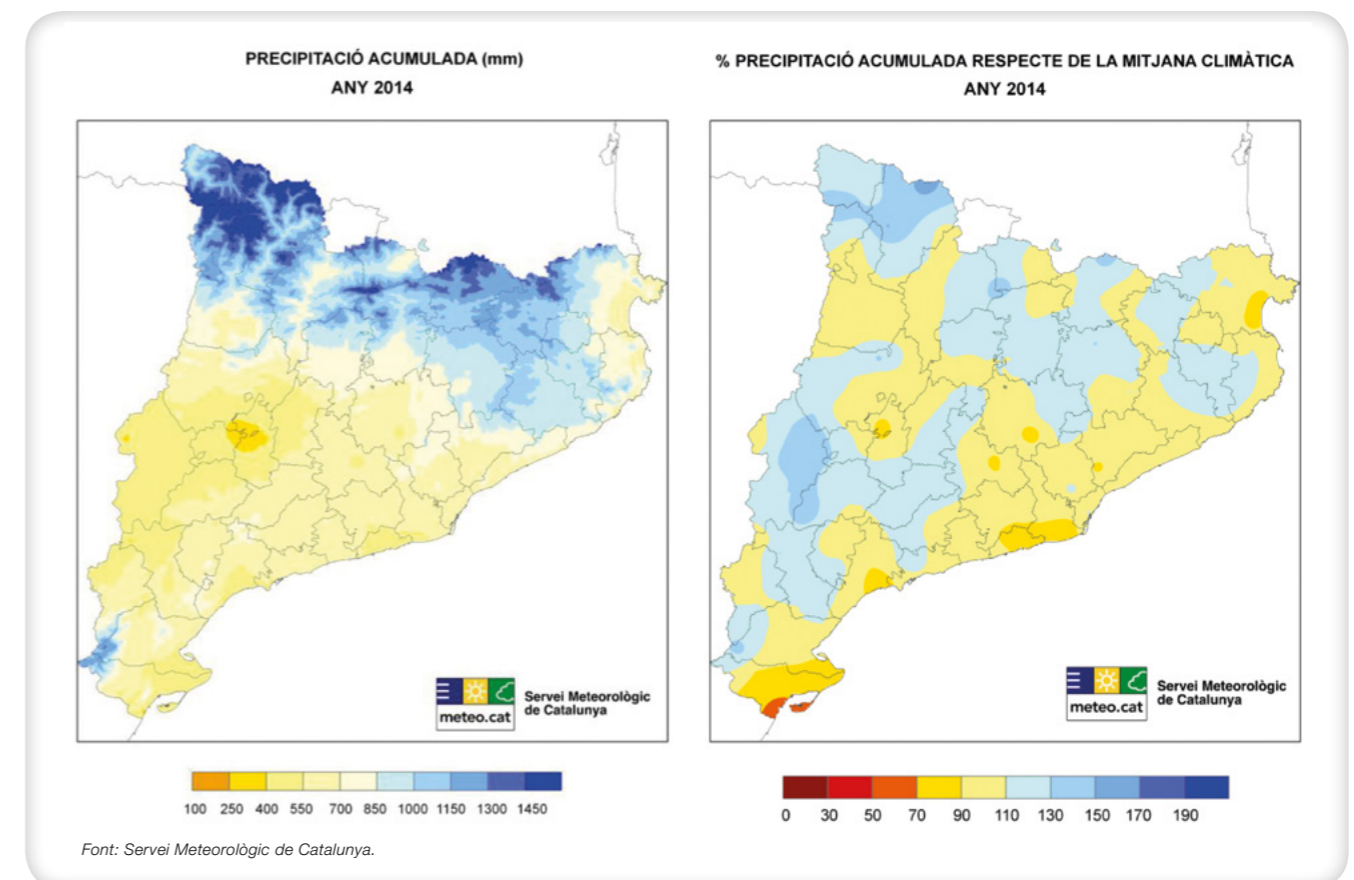 PRECIPITACIÓ ACUMULADA (mm)
ANY 2014
meteo.cat
Servei Meteorològic
de Catalunya
100 250 400 550 700 850 1000 1150 1300 1450
% PRECIPITACIÓ ACUMULADA RESPECTE DE LA MITJANA CLIMÀTICA
ANY 2014
meteo.cat
Servei Meteorològic
de Catalunya
0 30 50 70 90 110 130 150 170 190
Font: Servei Meteorològic de Catalunya.